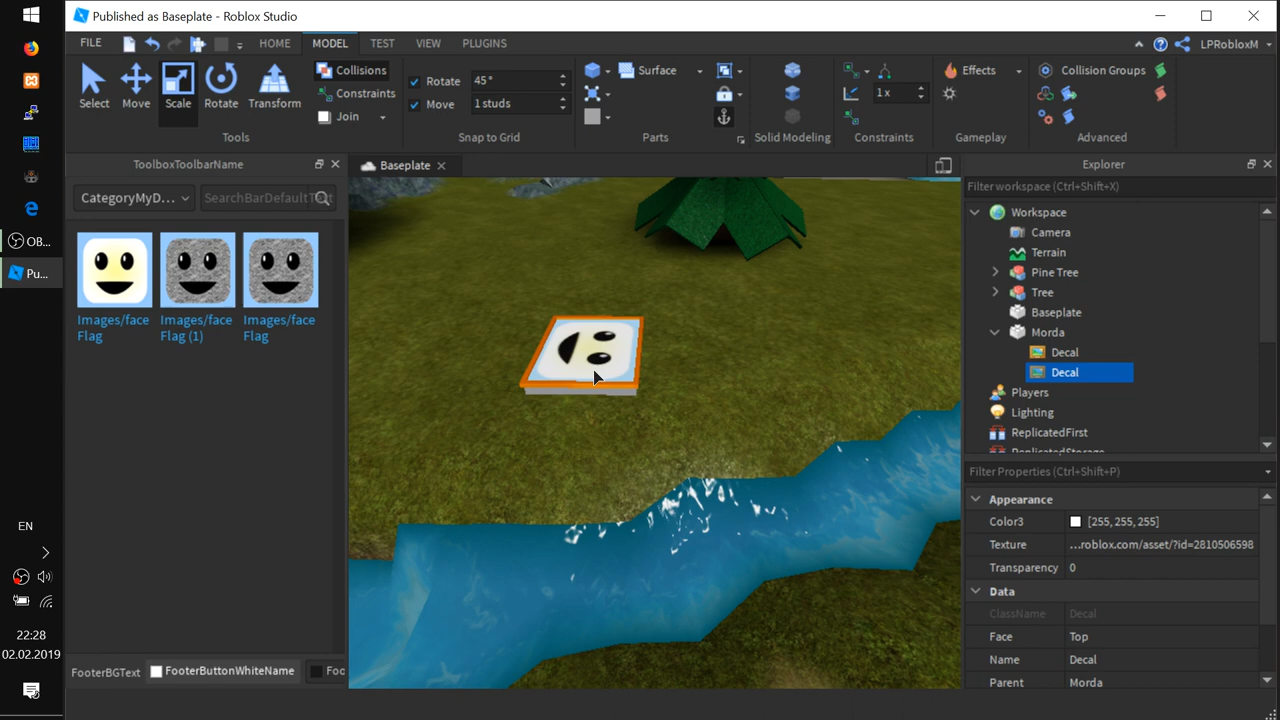 Published as Baseplate - Roblox Studio
FILE
HOME
MODEL
TEST
VIEW
PLUGINS
LPRobloxM
Select
Move
Scale
Rotate
Transform
Collisions
Constraints
Join
Tools
Rotate
45°
Move
1 studs
Snap to Grid
Surface
Parts
Solid Modeling
1 x
Constraints
Effects
Gameplay
Collision Groups
Advanced
ToolboxToolbarName
CategoryMyD...
SearchBarDefaultText
Images/face
Flag
Images/face
Flag (1)
Images/face
Flag
FooterBGText
FooterButtonWhiteName
Foo
Baseplate
Explorer
Filter workspace (Ctrl+Shift+X)
Workspace
Camera
Terrain
Pine Tree
Tree
Baseplate
Morda
Decal
Decal
Players
Lighting
ReplicatedFirst
ReplicatedStorage
Filter Properties (Ctrl+Shift+P)
Appearance
Color3
[255, 255, 255]
Texture
...roblox.com/asset/?id=2810506598
Transparency
0
Data
ClassName
Decal
Face
Top
Name
Decal
Parent
Morda
OB...
Pu...
EN
22:28
02.02.2019